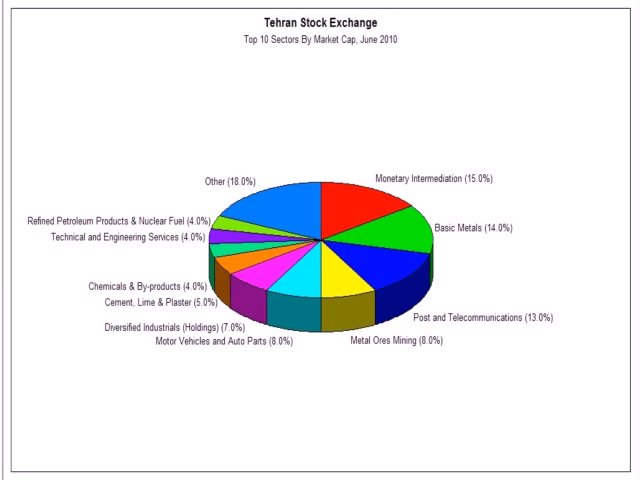 Tehran Stock Exchange
Top 10 Sectors By Market Cap, June 2010
Other (18.0%)
Monetary Intermediation (15.0%)
Refined Petroleum Products & Nuclear Fuel (4.0%)
Basic Metals (14.0%)
Technical and Engineering Services (4.0%)
Chemicals & By-products (4.0%)
Cement, Lime & Plaster (5.0%)
Post and Telecommunications (13.0%)
Diversified Industrials (Holdings) (7.0%)
Motor Vehicles and Auto Parts (8.0%)
Metal Ores Mining (8.0%)